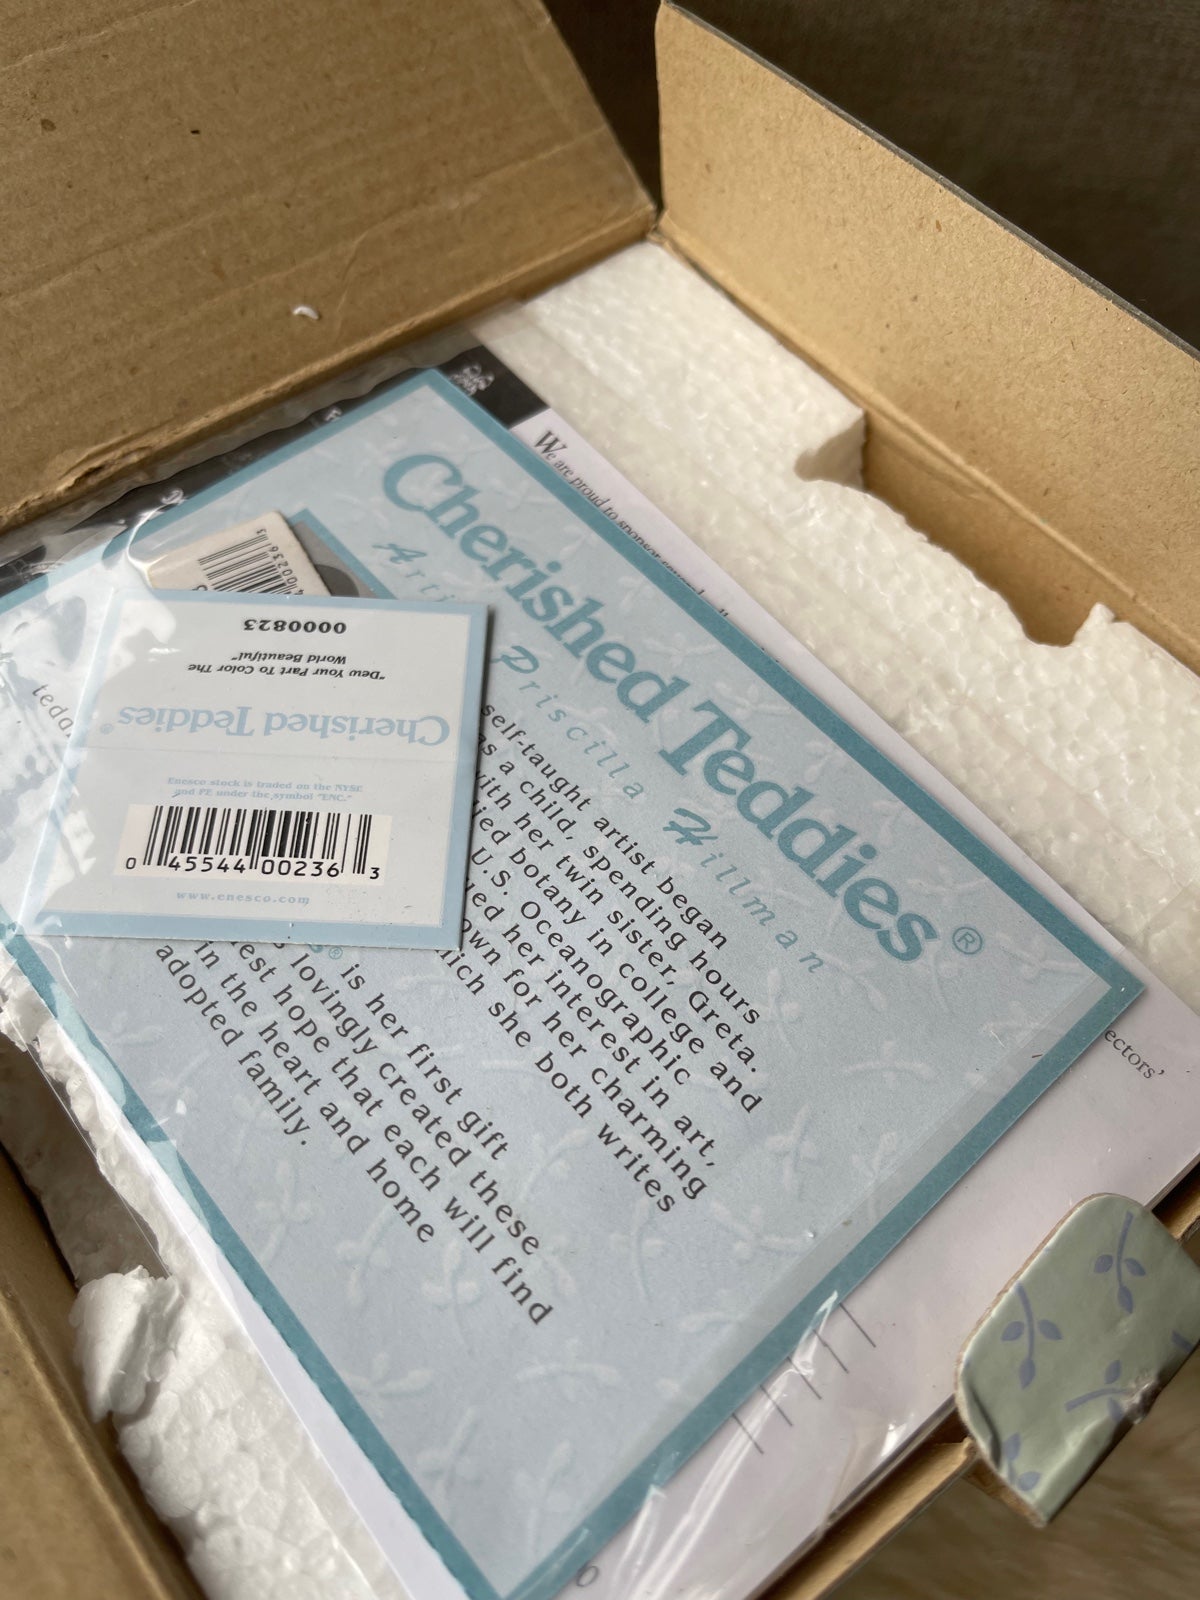 Cherished Teddies®
Priscilla Hillman
self-taught artist began
as a child, spending hours
with her twin sister, Greta.
botany in college and
U.S. Oceanographic
her interest in art,
for her charming
which she both writes
® is her first gift
lovingly created these
hope that each will find
in the heart and home
adopted family.
We are proud to sponsor
ectors'
0000823
"Dew Your Part To Color The
World Beautiful"
Cherished Teddies®
Enesco stock is traded on the NYSE
and PE under the symbol "ENC."
0 45544 00236 3
www.enesco.com